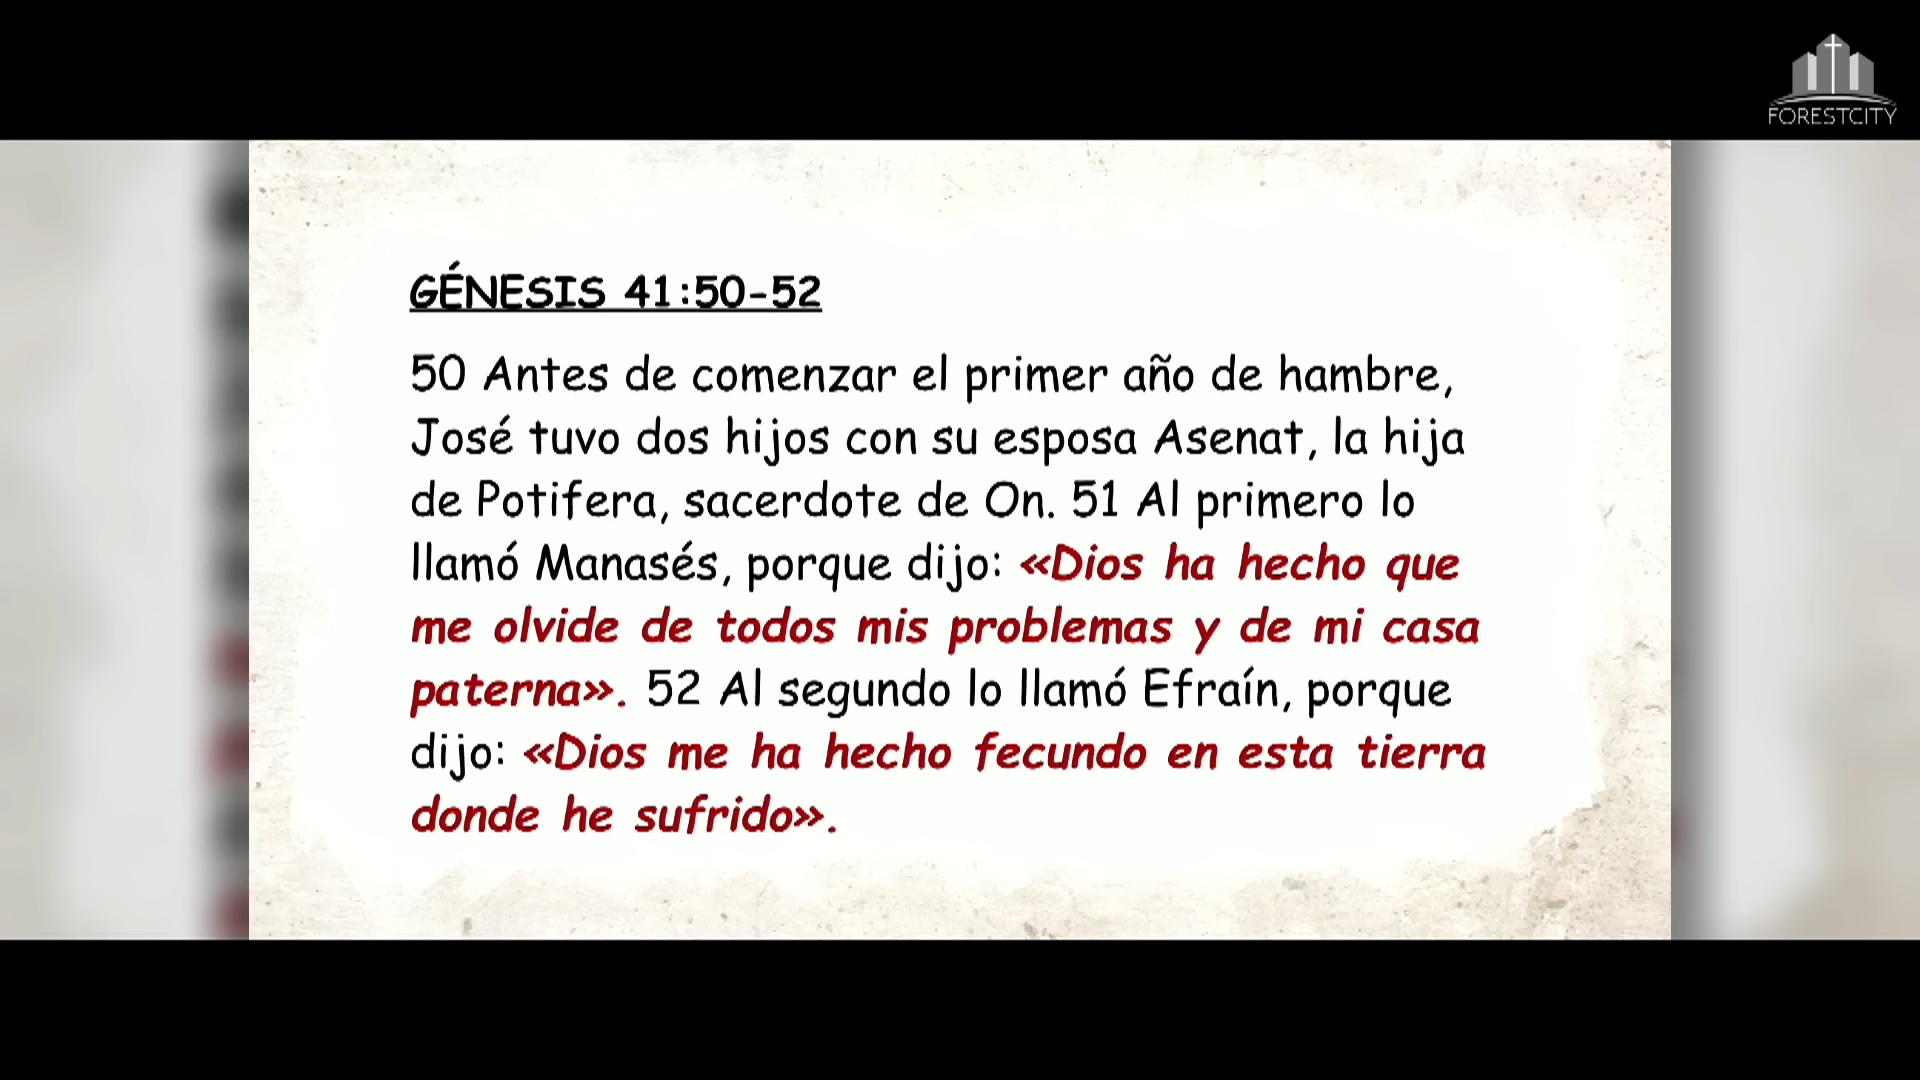 FORESTCITY
GÉNESIS 41:50-52
50 Antes de comenzar el primer año de hambre,
José tuvo dos hijos con su esposa Asenat, la hija
de Potifera, sacerdote de On. 51 Al primero lo
llamó Manasés, porque dijo: «Dios ha hecho que
me olvide de todos mis problemas y de mi casa
paterna». 52 Al segundo lo llamó Efraín, porque
dijo: «Dios me ha hecho fecundo en esta tierra
donde he sufrido».